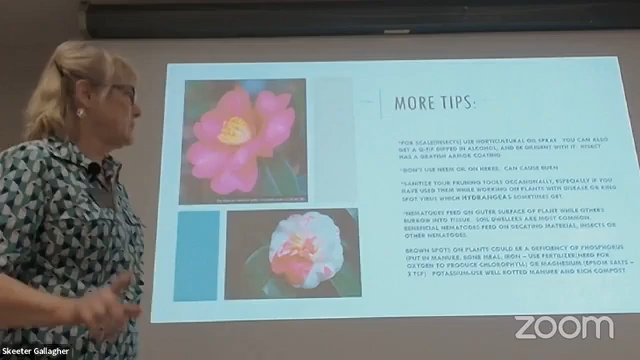 MORE TIPS:
*FOR SCALE(INSECTS) USE HORTICULTURAL OIL SPRAY YOU CAN ALSO
GET A Q-TIP DIPPED IN ALCOHOL, AND BE DILIGENT WITH IT. INSECT
HAS A GRAYISH ARMOR COATING
*DON'T USE NEEM OIL ON HERBS. CAN CAUSE BURN
*SANITIZE YOUR PRUNING TOOLS OCCASIONALLY, ESPECIALLY IF YOU
HAVE USED THEM WHILE WORKING ON PLANTS WITH DISEASE OR RING
SPOT VIRUS WHICH HYDRANGEAS SOMETIMES GET.
*NEMATODES FEED ON OUTER SURFACE OF PLANT WHILE OTHERS
BURROW INTO TISSUE. SOIL DWELLERS ARE MOST COMMON.
BENEFICIAL NEMATODES FEED ON DECAYING MATERIAL, INSECTS OR
OTHER NEMATODES.
BROWN SPOTS ON PLANTS COULD BE A DEFICIENCY OF PHOSPHORUS
(PUT IN MANURE, BONE MEAL, IRON – USE FERTILIZER(NEED FOR
OXYGEN TO PRODUCE CHLOROPHYLL) OR MAGNESIUM (EPSOM SALTS –
TSP) POTASSIUM-USE WELL ROTTED MANURE AND RICH COMPOST
zoom
Skeeter Gallagher